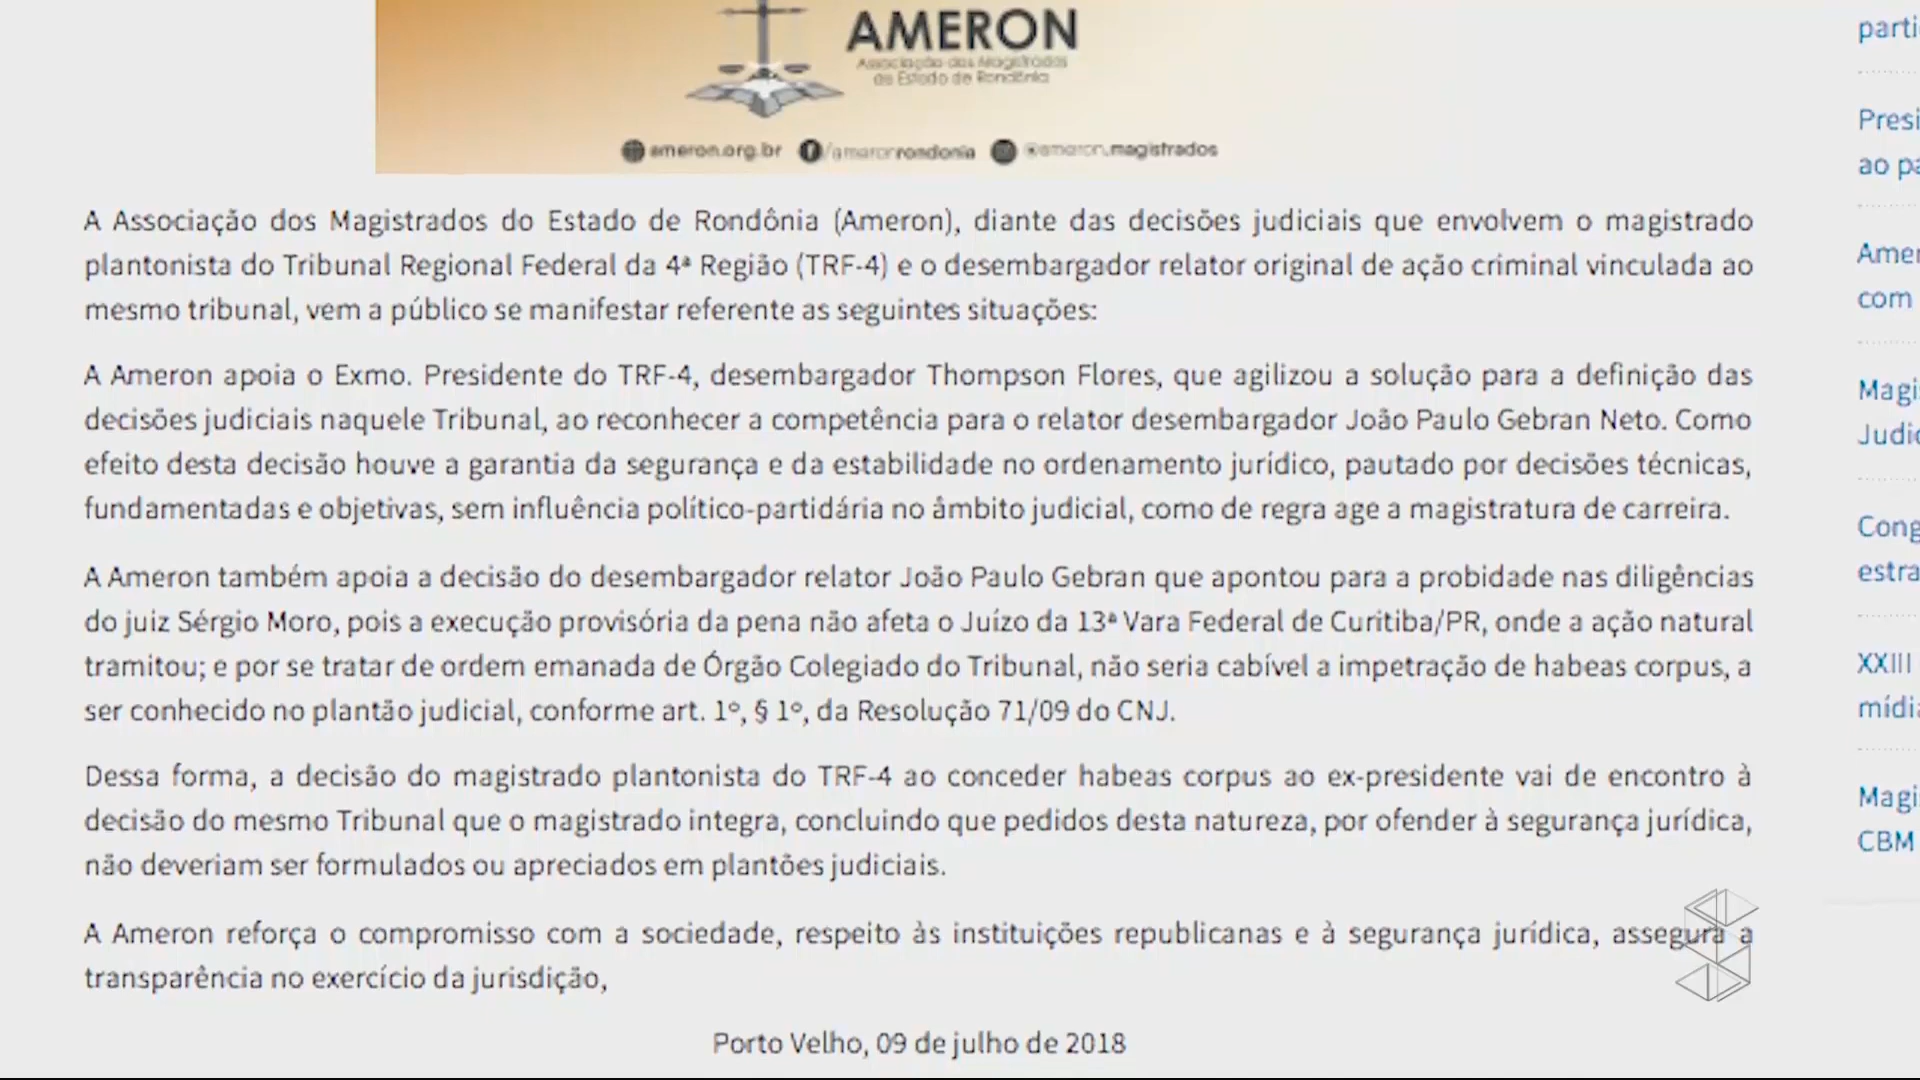 AMERON
Associação dos Magistrados
do Estado de Rondônia
ameron.org.br /ameronrondonia @ameron.magistrados
A Associação dos Magistrados do Estado de Rondônia (Ameron), diante das decisões judiciais que envolvem o magistrado
plantonista do Tribunal Regional Federal da 4ª Região (TRF-4) e o desembargador relator original de ação criminal vinculada ao
mesmo tribunal, vem a público se manifestar referente as seguintes situações:
A Ameron apoia o Exmo. Presidente do TRF-4, desembargador Thompson Flores, que agilizou a solução para a definição das
decisões judiciais naquele Tribunal, ao reconhecer a competência para o relator desembargador João Paulo Gebran Neto. Como
efeito desta decisão houve a garantia da segurança e da estabilidade no ordenamento jurídico, pautado por decisões técnicas,
fundamentadas e objetivas, sem influência político-partidária no âmbito judicial, como de regra age a magistratura de carreira.
A Ameron também apoia a decisão do desembargador relator João Paulo Gebran que apontou para a probidade nas diligências
do juiz Sérgio Moro, pois a execução provisória da pena não afeta o Juízo da 13ª Vara Federal de Curitiba/PR, onde a ação natural
tramitou; e por se tratar de ordem emanada de Órgão Colegiado do Tribunal, não seria cabível a impetração de habeas corpus, a
ser conhecido no plantão judicial, conforme art. 1º, § 1º, da Resolução 71/09 do CNJ.
Dessa forma, a decisão do magistrado plantonista do TRF-4 ao conceder habeas corpus ao ex-presidente vai de encontro à
decisão do mesmo Tribunal que o magistrado integra, concluindo que pedidos desta natureza, por ofender à segurança jurídica,
não deveriam ser formulados ou apreciados em plantões judiciais.
A Ameron reforça o compromisso com a sociedade, respeito às instituições republicanas e à segurança jurídica, assegura a
transparência no exercício da jurisdição,
Porto Velho, 09 de julho de 2018
parti
Presi
ao pa
Amer
com
Magis
Judic
Cong
estra
XXIII
mídia
Magi
CBM